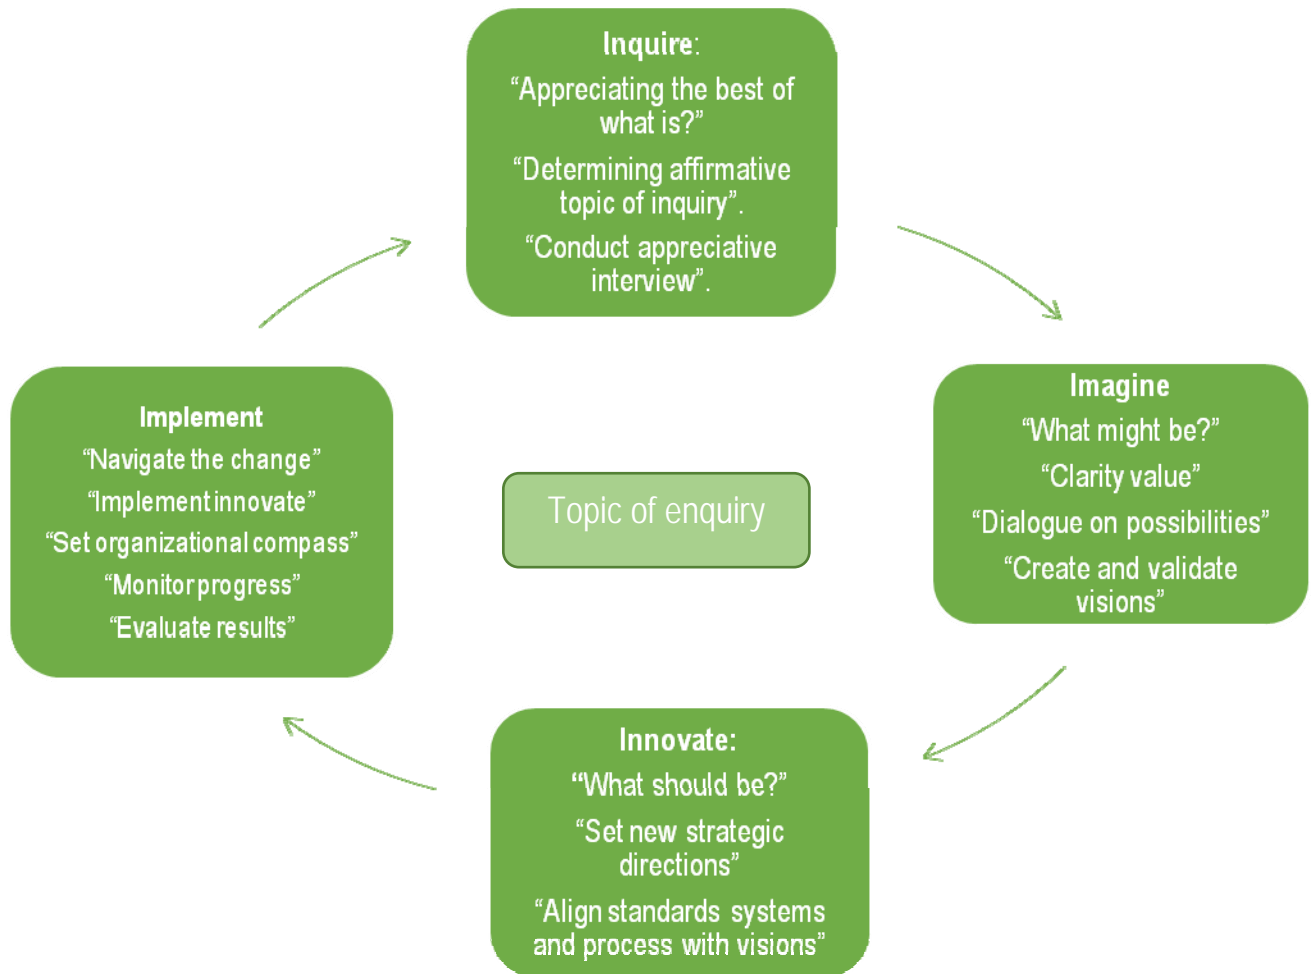 Inquire:
“Appreciating the best of
what is?”
“Determining affirmative
topic of inquiry”.
“Conduct appreciative
interview”.
Imagine
“What might be?”
“Clarity value”
“Dialogue on possibilities”
“Create and validate
visions”
Innovate:
“What should be?”
“Set new strategic
directions”
“Align standards systems
and process with visions”
Implement
“Navigate the change”
“Implement innovate”
“Set organizational compass”
“Monitor progress”
“Evaluate results”
Topic of enquiry